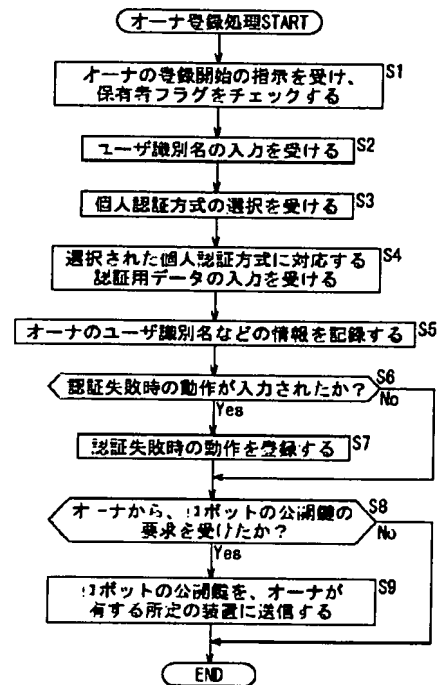 オーナ登録処理START
オーナの登録開始の指示を受け、
保有者フラグをチェックする
S1
ユーザ識別名の入力を受ける
S2
個人認証方式の選択を受ける
S3
選択された個人認証方式に対応する
認証用データの入力を受ける
S4
オーナのユーザ識別名などの情報を記録する
S5
認証失敗時の動作が入力されたか?
S6
No
Yes
認証失敗時の動作を登録する
S7
オーナから、ロボットの公開鍵の
要求を受けたか?
S8
No
Yes
ロボットの公開鍵を、オーナが
有する所定の装置に送信する
S9
END